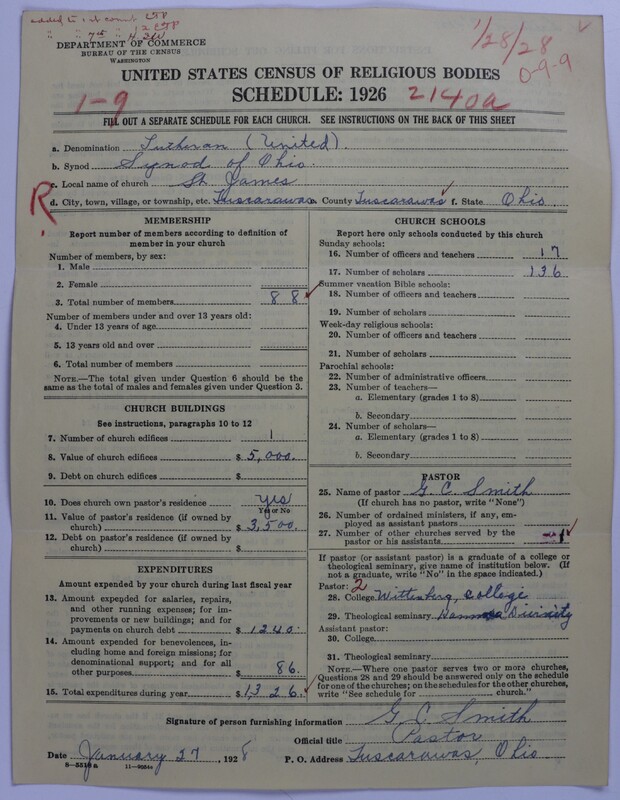 added to 1st count ETP
" " 7th " N 2 ETP
1/28/28
0-9-9
DEPARTMENT OF COMMERCE
BUREAU OF THE CENSUS
WASHINGTON
UNITED STATES CENSUS OF RELIGIOUS BODIES
1-9 SCHEDULE: 1926 2140a
FILL OUT A SEPARATE SCHEDULE FOR EACH CHURCH. SEE INSTRUCTIONS ON THE BACK OF THIS SHEET
a. Denomination Lutheran (United).
b. Synod Synod of Ohio.
c. Local name of church St. James
R
d. City, town, village, or township, etc. Tuscarawas e. County Tuscarawas f. State Ohio.
MEMBERSHIP
Report number of members according to definition of
member in your church
Number of members, by sex:
1. Male
2. Female
3. Total number of members 88
Number of members under and over 13 years old:
4. Under 13 years of age
5. 13 years old and over
6. Total number of members
NOTE.—The total given under Question 6 should be the
same as the total of males and females given under Question 3.
CHURCH BUILDINGS
See instructions, paragraphs 10 to 12
7. Number of church edifices 1
8. Value of church edifices $ 5,000.
9. Debt on church edifices $
10. Does church own pastor's residence yes
Yes or No
11. Value of pastor's residence (if owned by
church) $ 3,500.
12. Debt on pastor's residence (if owned by
church) $
EXPENDITURES
Amount expended by your church during last fiscal year
13. Amount expended for salaries, repairs,
and other running expenses; for im-
provements or new buildings; and for
payments on church debt $ 1240.
14. Amount expended for benevolences, in-
cluding home and foreign missions; for
denominational support; and for all
other purposes $ 86.
15. Total expenditures during year $ 1,326.
CHURCH SCHOOLS
Report here only schools conducted by this church
Sunday schools:
16. Number of officers and teachers 17
17. Number of scholars 136
Summer vacation Bible schools:
18. Number of officers and teachers
19. Number of scholars
Week-day religious schools:
20. Number of officers and teachers
21. Number of scholars
Parochial schools:
22. Number of administrative officers
23. Number of teachers—
a. Elementary (grades 1 to 8)
b. Secondary
24. Number of scholars—
a. Elementary (grades 1 to 8)
b. Secondary
PASTOR
25. Name of pastor G. C. Smith
(If church has no pastor, write "None")
26. Number of ordained ministers, if any, em-
ployed as assistant pastors
27. Number of other churches served by the
pastor or his assistants 1
If pastor (or assistant pastor) is a graduate of a college or
theological seminary, give name of institution below. (If
not a graduate, write "No" in the space indicated.)
Pastor: 2
28. College Wittenberg College
29. Theological seminary Hamma Divinity
Assistant pastor:
30. College
31. Theological seminary
NOTE.—Where one pastor serves two or more churches,
Questions 28 and 29 should be answered only on the schedule
for one of the churches; on the schedules for the other churches,
write "See schedule for church."
Signature of person furnishing information G. C. Smith
Official title Pastor
Date January 27, 1928 P. O. Address Tuscarawas, Ohio
8—5519a